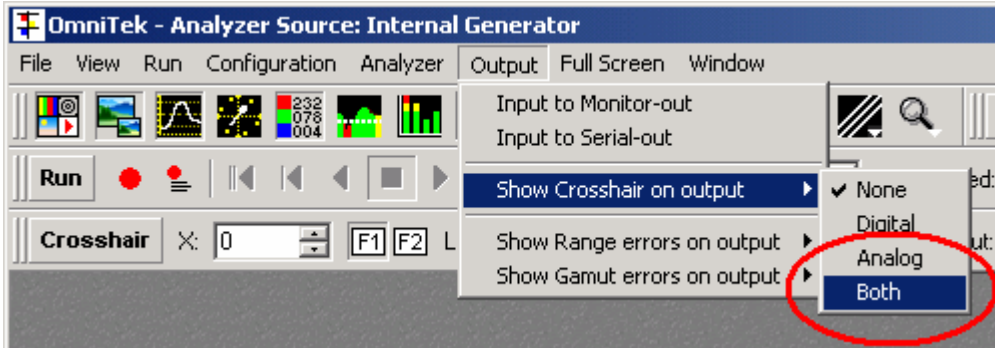 OmniTek - Analyzer Source: Internal Generator
File View Run Configuration Analyzer Output Full Screen Window
232
078
004
Input to Monitor-out
Input to Serial-out
Run
Show Crosshair on output
None
ed:
Digital
Crosshair X: 0 F1 F2 L
Show Range errors on output
ut:
Analog
Show Gamut errors on output
Both